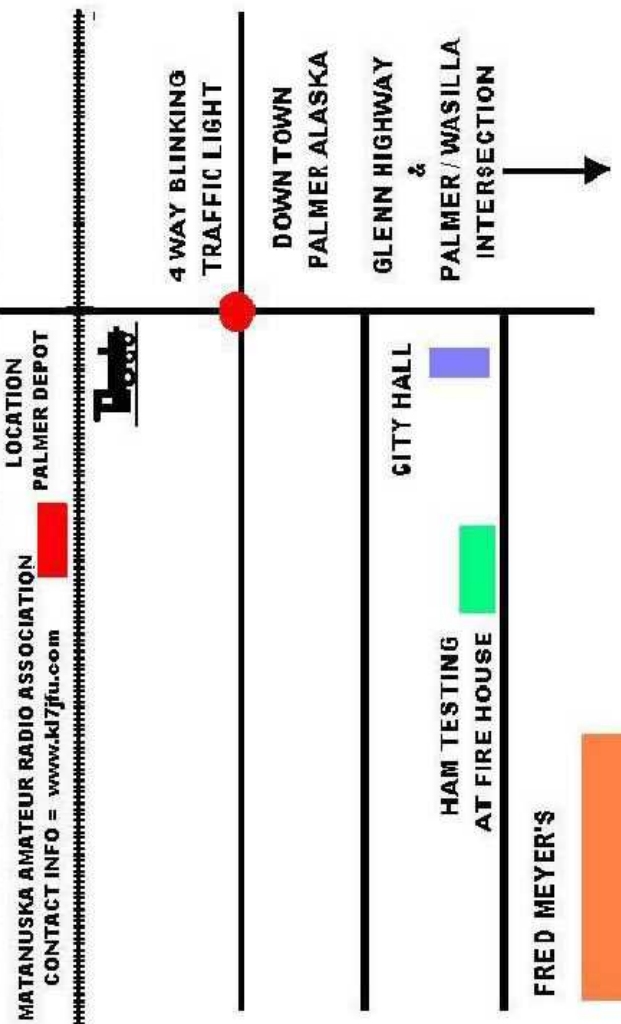 MATANUSKA AMATEUR RADIO ASSOCIATION
CONTACT INFO = www.kl7jfu.com
LOCATION
PALMER DEPOT
4 WAY BLINKING
TRAFFIC LIGHT
DOWN TOWN
PALMER ALASKA
GLENN HIGHWAY
&
PALMER / WASILLA
INTERSECTION
CITY HALL
HAM TESTING
AT FIRE HOUSE
FRED MEYER'S